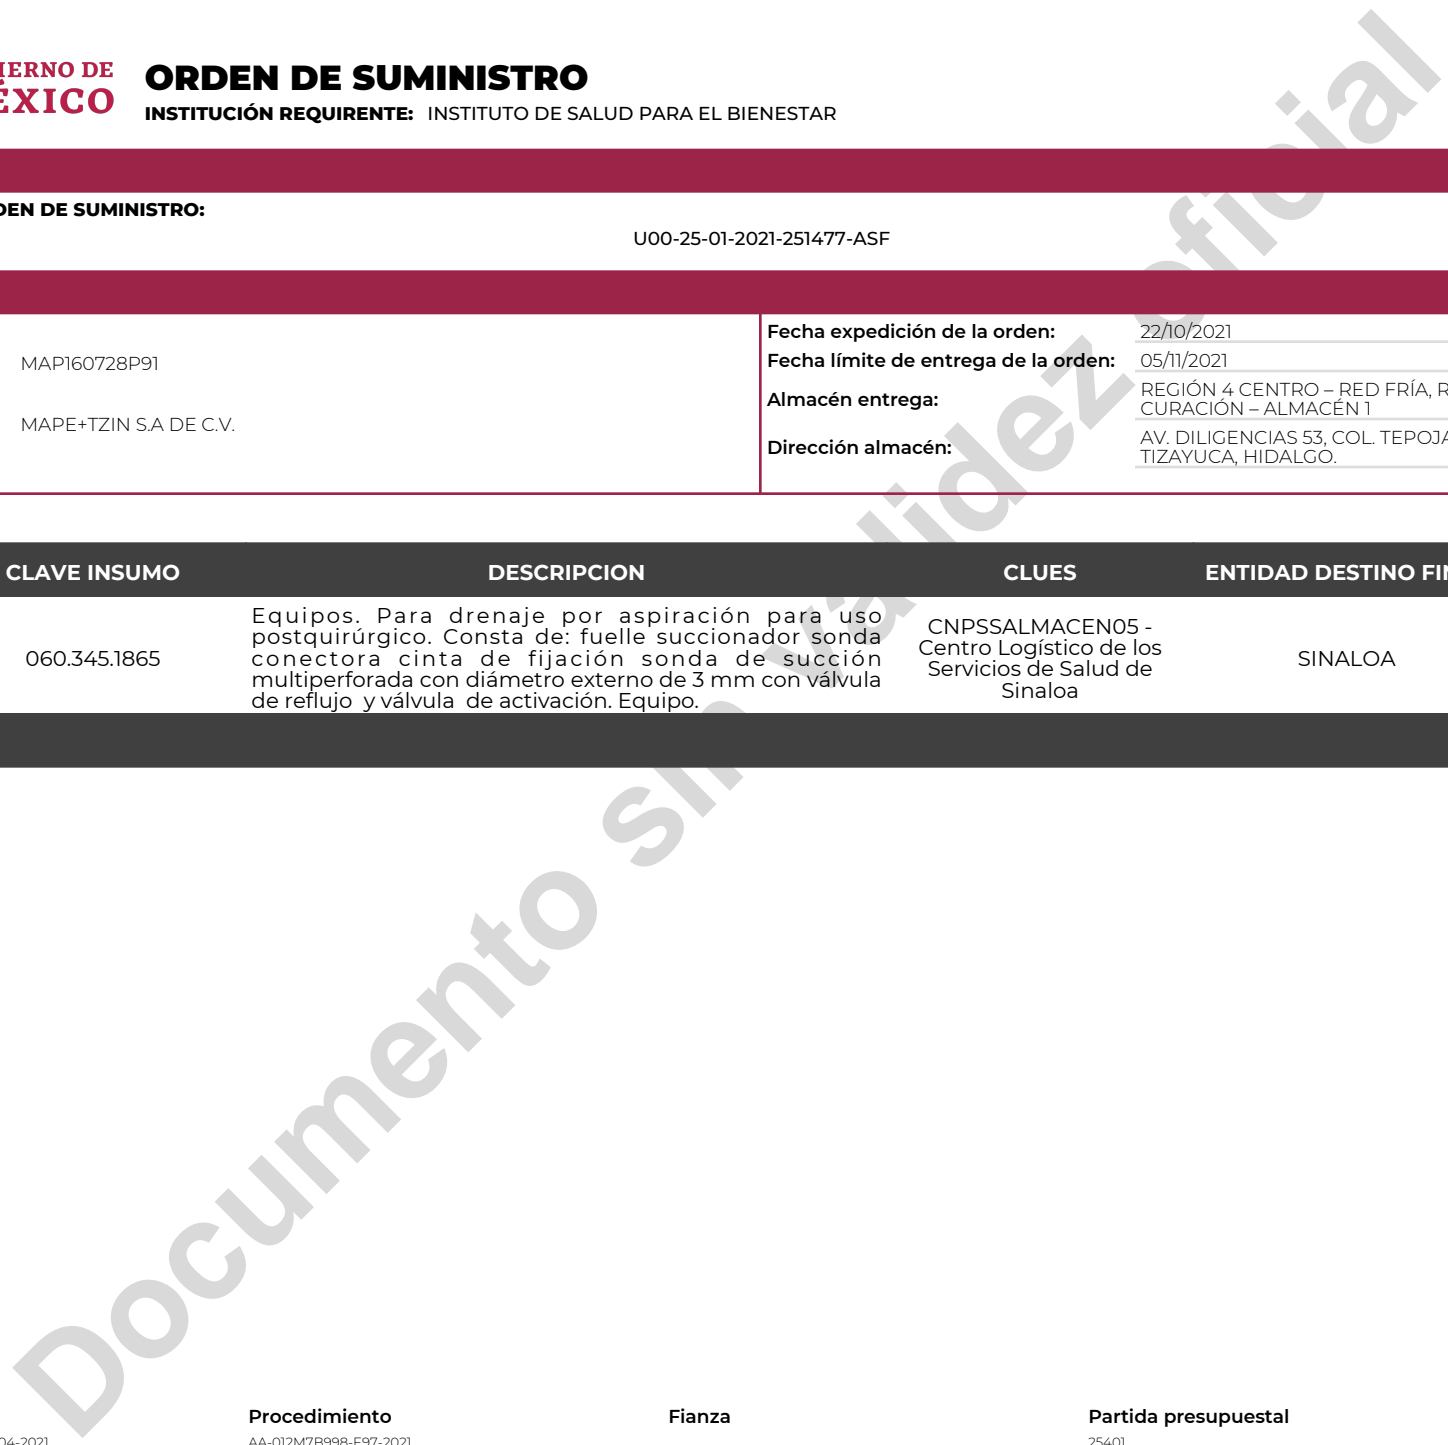 ORDEN DE SUMINISTRO
INSTITUCIÓN REQUIRENTE: INSTITUTO DE SALUD PARA EL BIENESTAR
DE SUMINISTRO:
U00-25-01-2021-251477-ASF
MAP160728P91
MAPE+TZIN S.A DE C.V.
Fecha expedición de la orden: 22/10/2021
Fecha límite de entrega de la orden: 05/11/2021
Almacén entrega: REGIÓN 4 CENTRO – RED FRÍA,
CURACIÓN – ALMACÉN 1
Dirección almacén: AV. DILIGENCIAS 53, COL.
TIZAYUCA, HIDALGO.
CLAVE INSUMO DESCRIPCION CLUES ENTIDAD DESTINO
060.345.1865
Equipos. Para drenaje por aspiración para uso
postquirúrgico. Consta de: fuelle succionador sonda
conectora cinta de fijación sonda de succión
multiperforada con diámetro externo de 3 mm con válvula
de reflujo y válvula de activación. Equipo.
CNPSSALMACEN05 -
Centro Logístico de los
Servicios de Salud de
Sinaloa
SINALOA
Documento sin validez oficial
Procedimiento Fianza Partida presupuestal
AA-012M7B998-E97-2021 25401